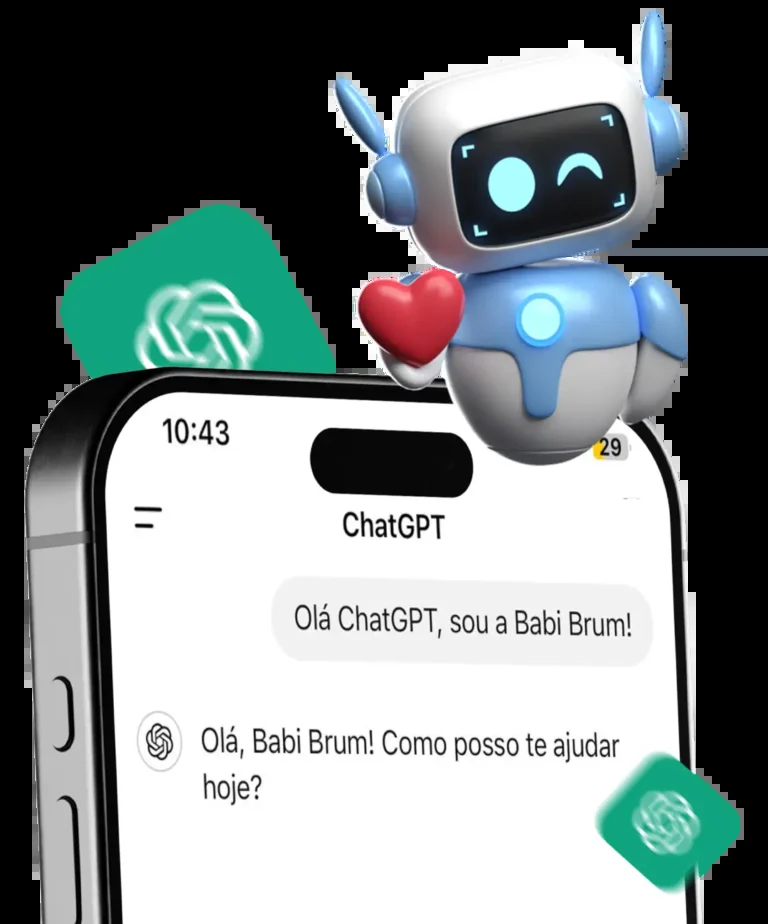 10:43
29
ChatGPT
Olá ChatGPT, sou a Babi Brum!
Olá, Babi Brum! Como posso te ajudar
hoje?